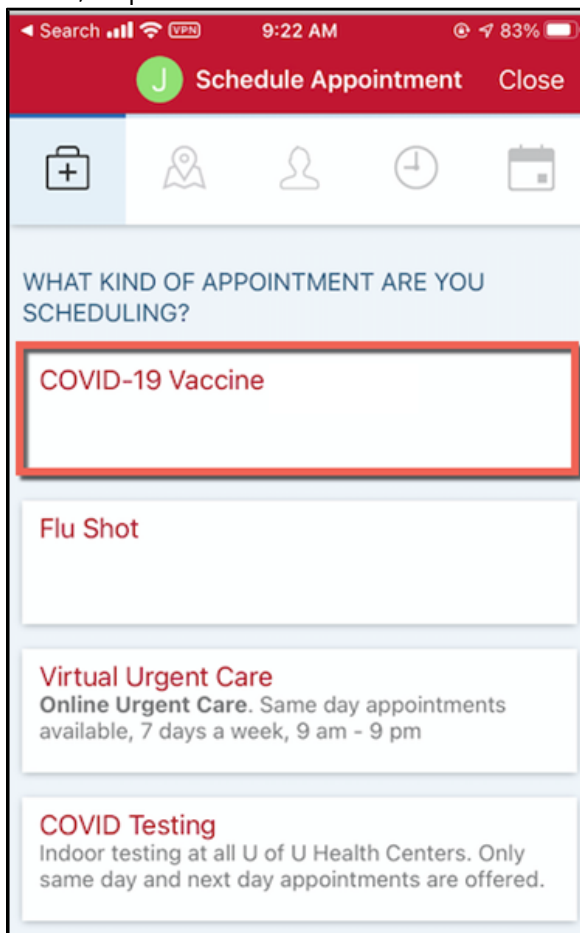 ◄ Search VPN 9:22 AM 83%
J Schedule Appointment Close
WHAT KIND OF APPOINTMENT ARE YOU
SCHEDULING?
COVID-19 Vaccine
Flu Shot
Virtual Urgent Care
Online Urgent Care. Same day appointments
available, 7 days a week, 9 am - 9 pm
COVID Testing
Indoor testing at all U of U Health Centers. Only
same day and next day appointments are offered.